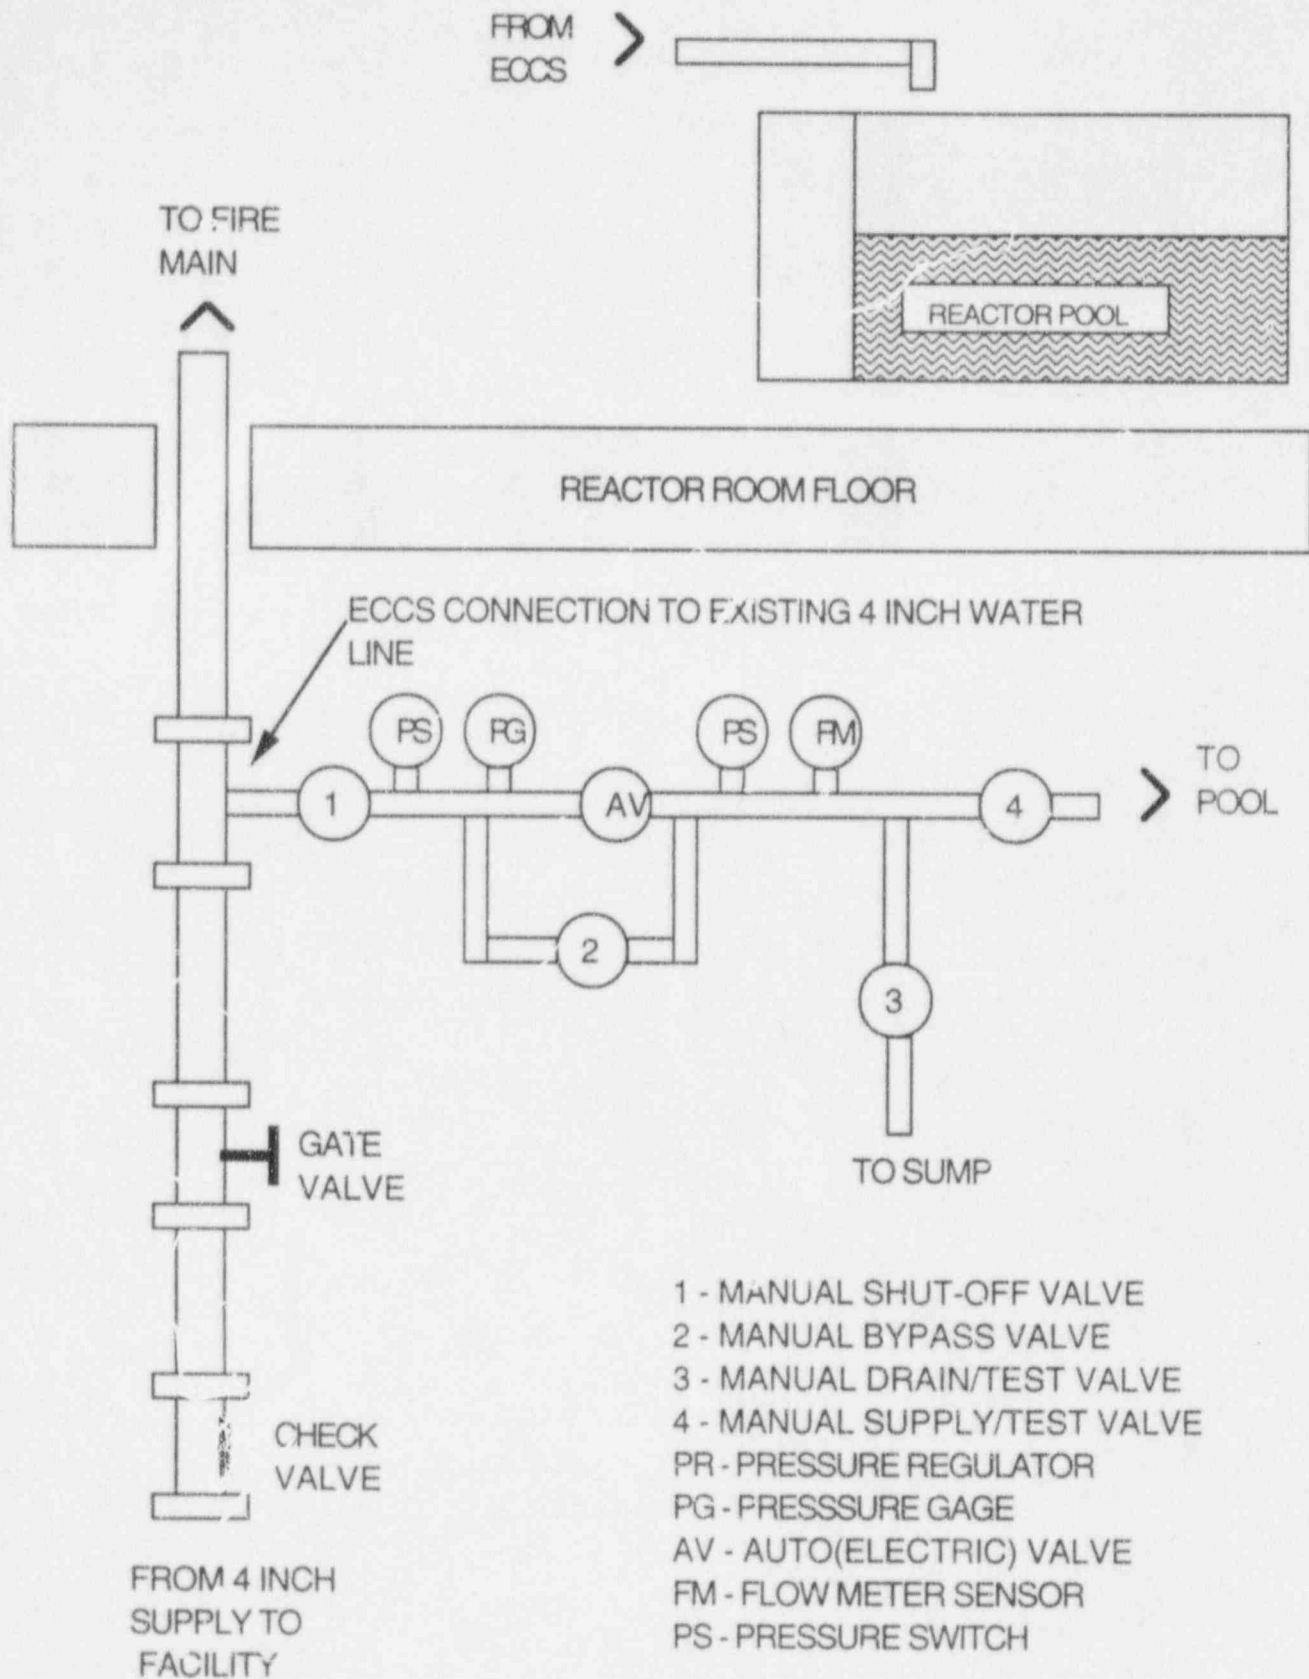 FROM
ECCS
TO FIRE
MAIN
REACTOR POOL
REACTOR ROOM FLOOR
ECCS CONNECTION TO EXISTING 4 INCH WATER
LINE
PS
PG
PS
FM
1
AV
4
TO
POOL
2
3
GATE
VALVE
TO SUMP
1 - MANUAL SHUT-OFF VALVE
2 - MANUAL BYPASS VALVE
3 - MANUAL DRAIN/TEST VALVE
4 - MANUAL SUPPLY/TEST VALVE
PR - PRESSURE REGULATOR
PG - PRESSSURE GAGE
AV - AUTO(ELECTRIC) VALVE
FM - FLOW METER SENSOR
PS - PRESSURE SWITCH
CHECK
VALVE
FROM 4 INCH
SUPPLY TO
FACILITY